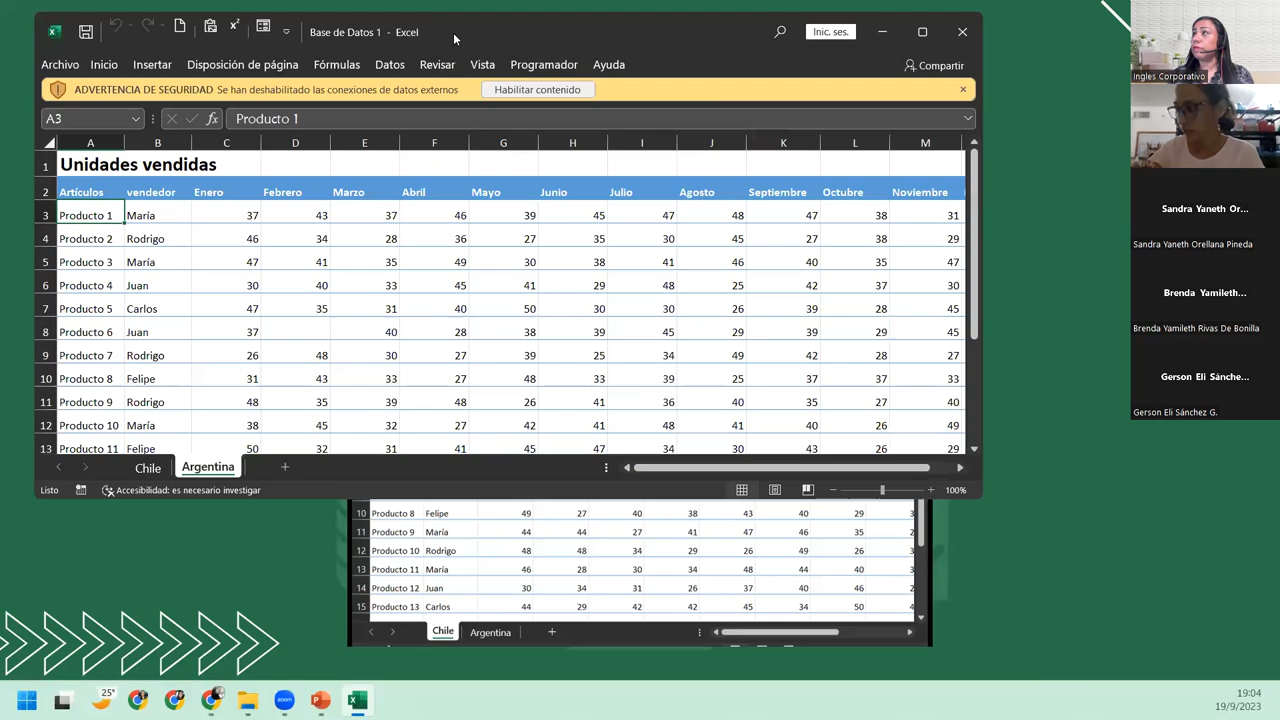 Base de Datos 1 - Excel
Inic. ses.
Archivo Inicio Insertar Disposición de página Fórmulas Datos Revisar Vista Programador Ayuda Compartir
ADVERTENCIA DE SEGURIDAD Se han deshabilitado las conexiones de datos externos Habilitar contenido
A3 fx Producto 1
A B C D E F G H I J K L M
1 Unidades vendidas
2 Artículos vendedor Enero Febrero Marzo Abril Mayo Junio Julio Agosto Septiembre Octubre Noviembre
3 Producto 1 María 37 43 37 46 39 45 47 48 47 38 31
4 Producto 2 Rodrigo 46 34 28 36 27 35 30 45 27 38 29
5 Producto 3 María 47 41 35 49 30 38 41 46 40 35 47
6 Producto 4 Juan 30 40 33 45 41 29 48 26 42 37 30
7 Producto 5 Carlos 47 35 31 40 50 30 30 26 39 28 45
8 Producto 6 Juan 37 40 28 38 39 45 29 39 29 45
9 Producto 7 Rodrigo 26 48 30 27 39 25 34 49 42 28 27
10 Producto 8 Felipe 31 43 33 27 48 33 39 25 37 37 33
11 Producto 9 Rodrigo 48 35 39 48 26 41 36 40 35 27 40
12 Producto 10 María 38 45 32 27 42 41 48 41 40 26 49
13 Producto 11 Felipe 50 32 31 41 45 47 34 30 43 26 29
Chile Argentina
Listo Accesibilidad: es necesario investigar 100%
10 Producto 8 Felipe 49 27 40 38 43 40 29
11 Producto 9 María 44 44 27 41 47 46 35
12 Producto 10 Rodrigo 48 48 29 26 49 26
13 Producto 11 María 46 28 30 34 48 44 40
14 Producto 12 Juan 30 34 31 26 37 40 46
15 Producto 13 Carlos 44 29 42 42 45 34 50
Chile Argentina
Ingles Corporativo
Sandra Yaneth Or...
Sandra Yaneth Orellana Pineda
Brenda Yamileth...
Brenda Yamileth Rivas De Bonilla
Gerson Eli Sánche...
Gerson Eli Sánchez G.
25°
zoom
19:04
19/9/2023